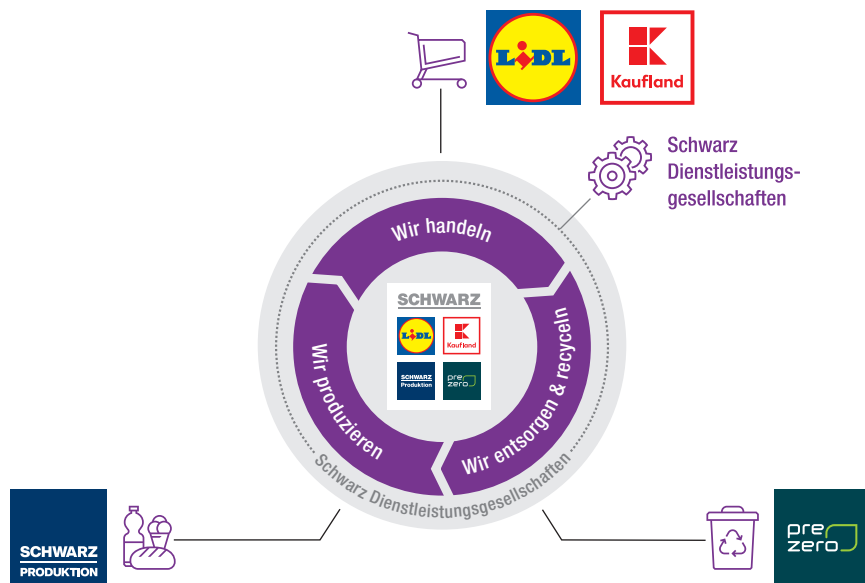 LIDL
Kaufland
Schwarz
Dienstleistungs-
gesellschaften
Wir handeln
SCHWARZ
LIDL
Kaufland
SCHWARZ
Produktion
pre
zero
Wir produzieren
Wir entsorgen & recyceln
Schwarz Dienstleistungsgesellschaften
SCHWARZ
PRODUKTION
pre
zero